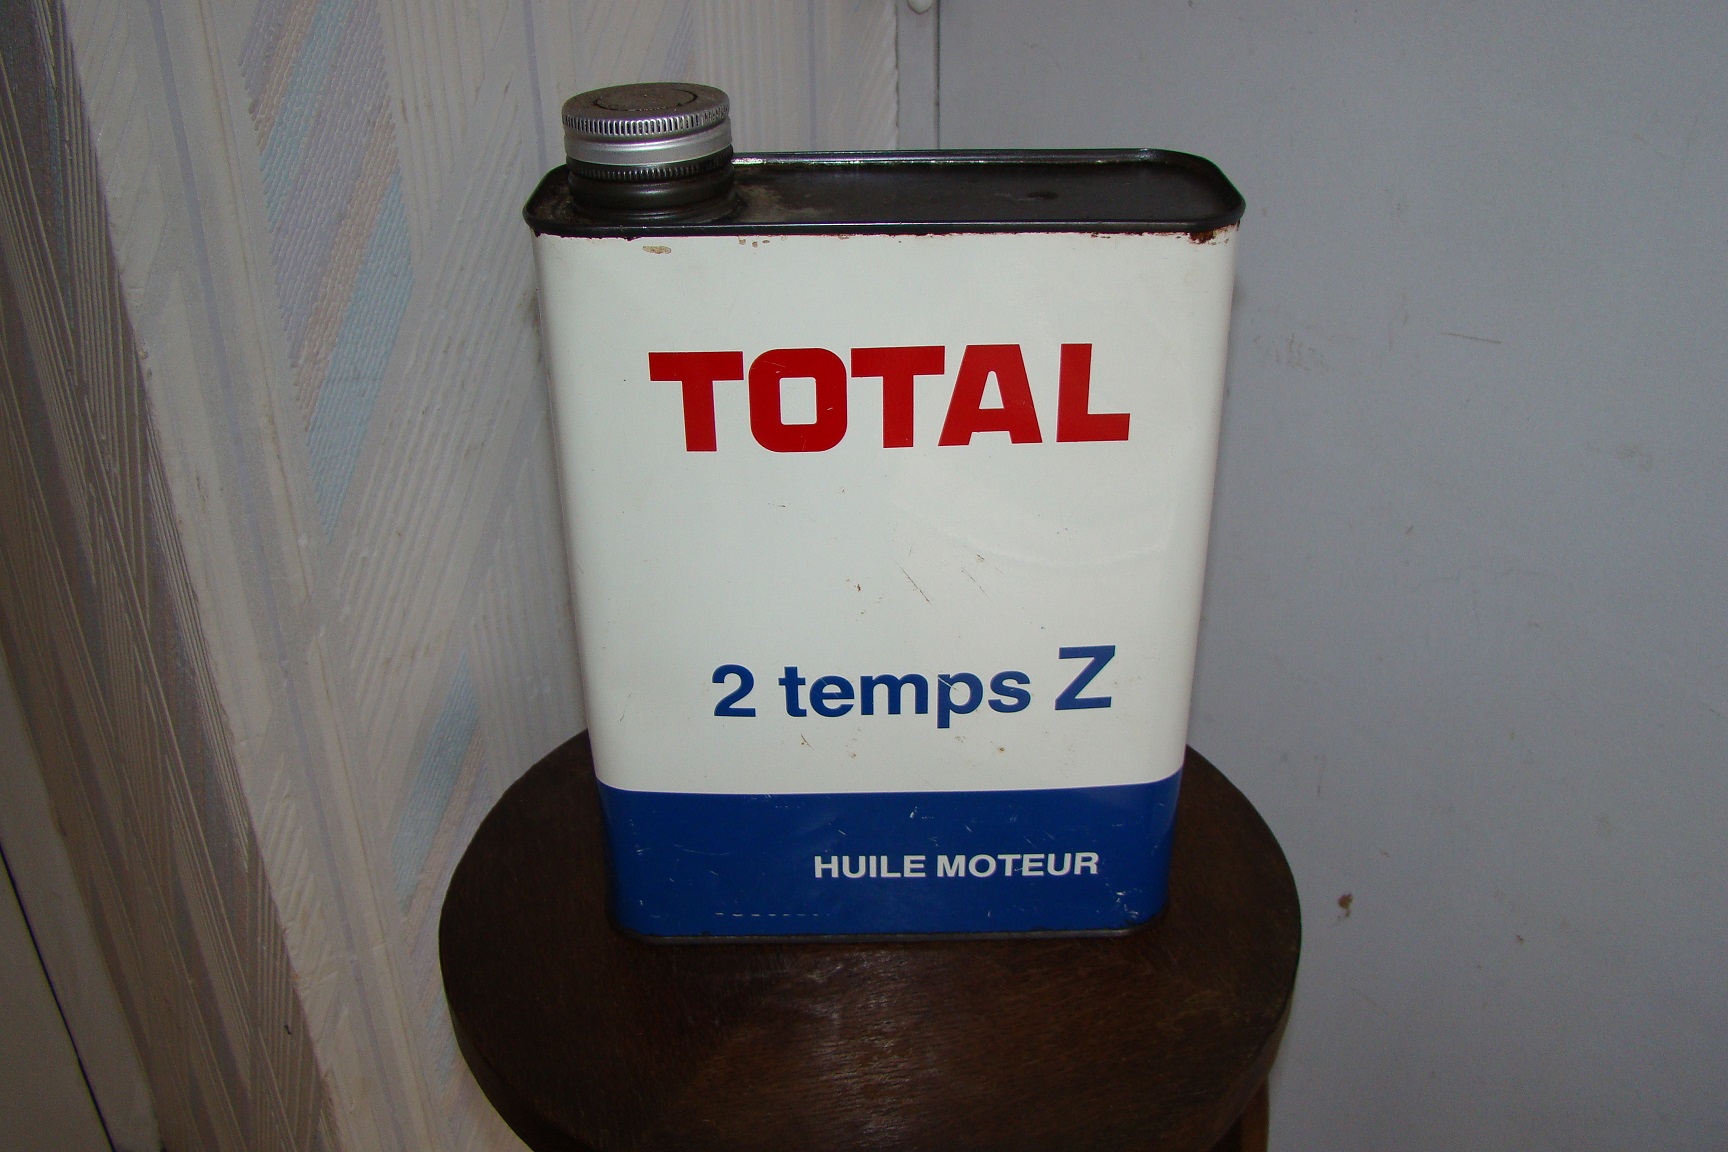 TOTAL
2 temps Z
HUILE MOTEUR